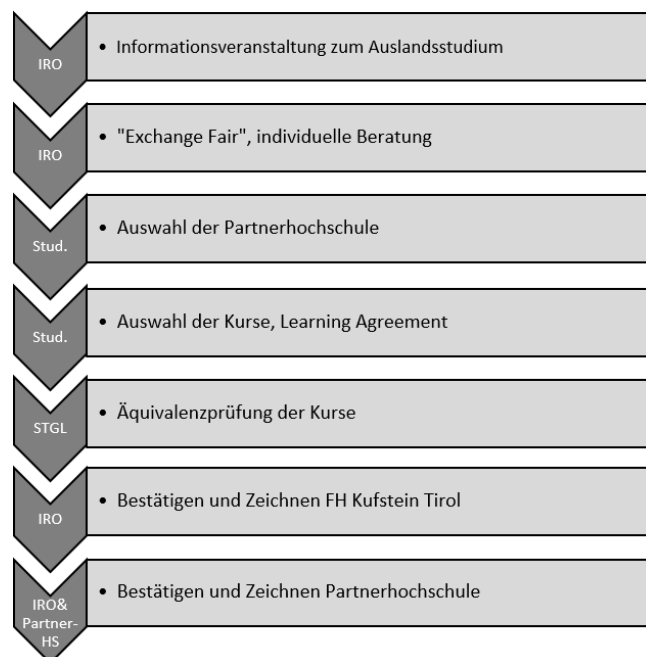 IRO
• Informationsveranstaltung zum Auslandsstudium
IRO
• "Exchange Fair", individuelle Beratung
Stud.
• Auswahl der Partnerhochschule
Stud.
• Auswahl der Kurse, Learning Agreement
STGL
• Äquivalenzprüfung der Kurse
IRO
• Bestätigen und Zeichnen FH Kufstein Tirol
IRO&
Partner-
HS
• Bestätigen und Zeichnen Partnerhochschule